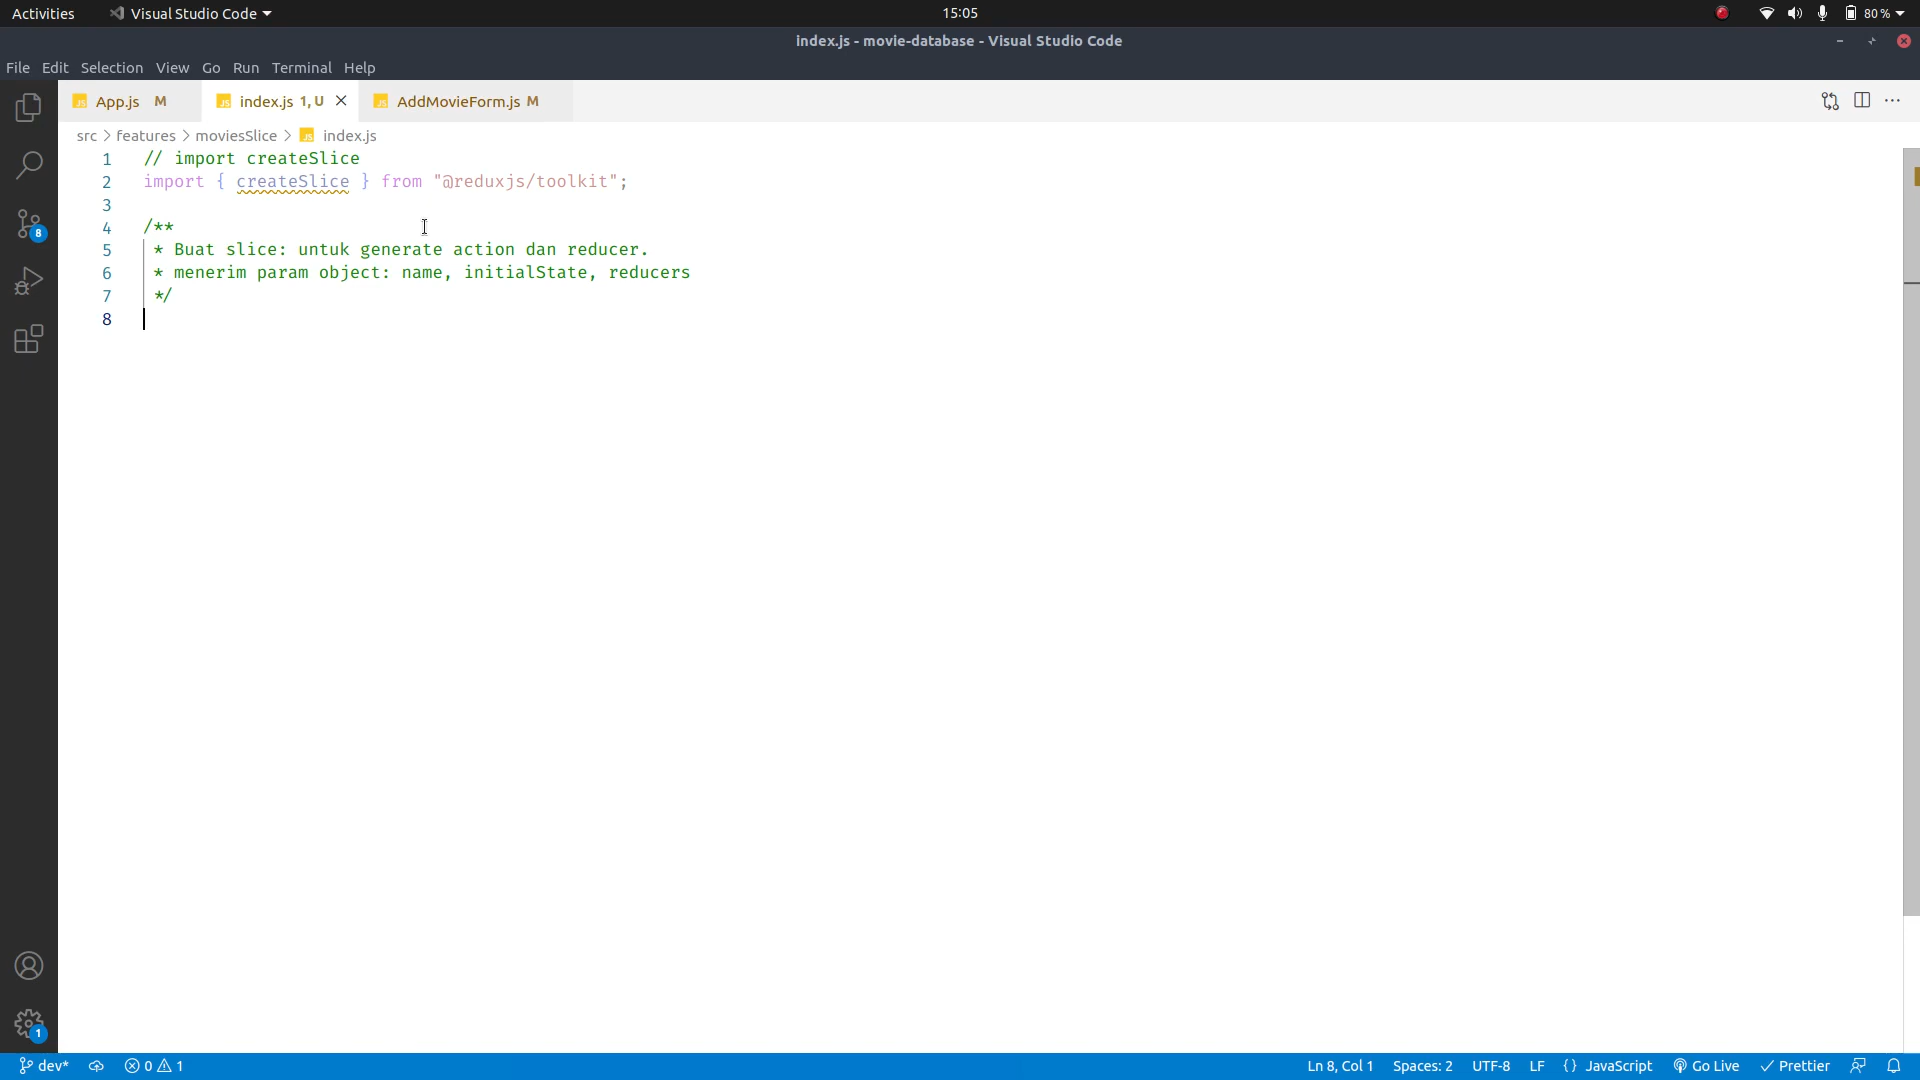 Activities Visual Studio Code 15:05 80 %
index.js - movie-database - Visual Studio Code
File Edit Selection View Go Run Terminal Help
App.js M index.js 1, U AddMovieForm.js M
src > features > moviesSlice > index.js
1 // import createSlice
2 import { createSlice } from "@reduxjs/toolkit";
3
4 /**
5 * Buat slice: untuk generate action dan reducer.
6 * menerim param object: name, initialState, reducers
7 */
8
8
1
dev* 0 1 Ln 8, Col 1 Spaces: 2 UTF-8 LF {} JavaScript Go Live Prettier